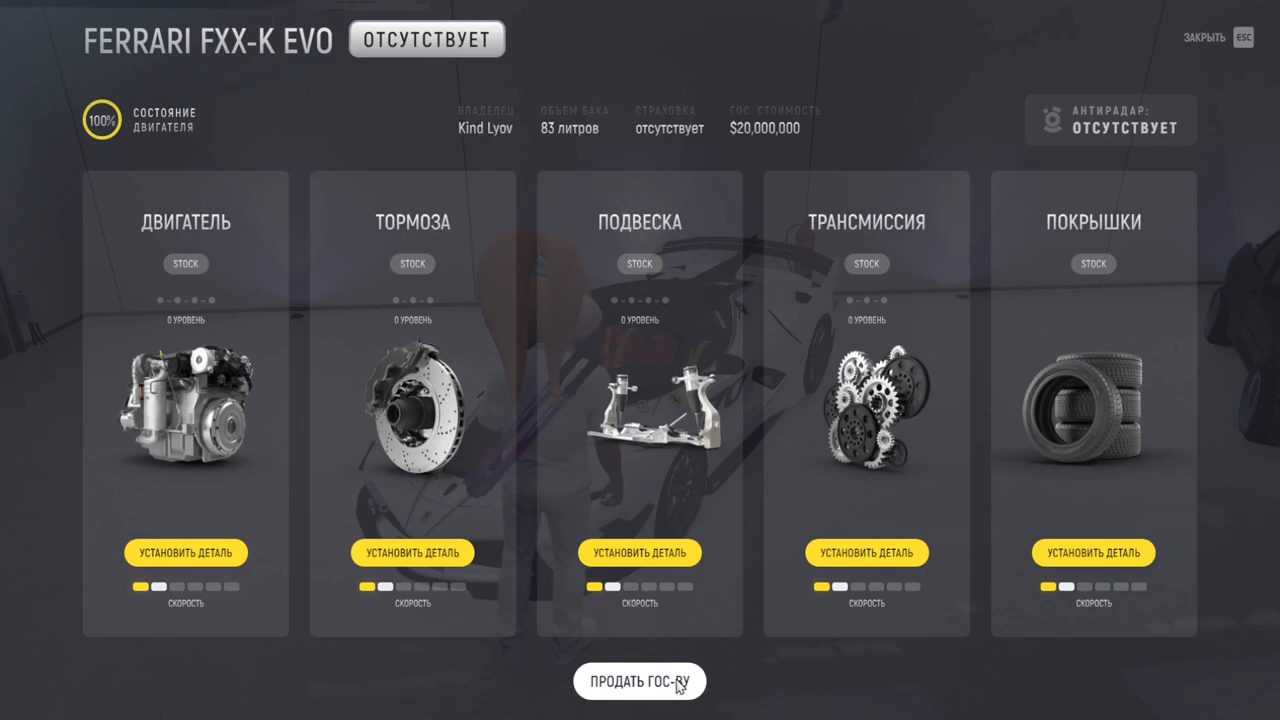 FERRARI FXX-K EVO ОТСУТСТВУЕТ
ЗАКРЫТЬ ESC
100% СОСТОЯНИЕ ДВИГАТЕЛЯ
ВЛАДЕЛЕЦ ОБЪЕМ БАКА СТРАХОВКА ГОС. СТОИМОСТЬ
Kind Lyov 83 литров отсутствует $20,000,000
АНТИРАДАР:
ОТСУТСТВУЕТ
ДВИГАТЕЛЬ ТОРМОЗА ПОДВЕСКА ТРАНСМИССИЯ ПОКРЫШКИ
STOCK STOCK STOCK STOCK STOCK
0 УРОВЕНЬ 0 УРОВЕНЬ 0 УРОВЕНЬ 0 УРОВЕНЬ
УСТАНОВИТЬ ДЕТАЛЬ УСТАНОВИТЬ ДЕТАЛЬ УСТАНОВИТЬ ДЕТАЛЬ УСТАНОВИТЬ ДЕТАЛЬ УСТАНОВИТЬ ДЕТАЛЬ
СКОРОСТЬ СКОРОСТЬ СКОРОСТЬ СКОРОСТЬ СКОРОСТЬ
ПРОДАТЬ ГОС-ВУ